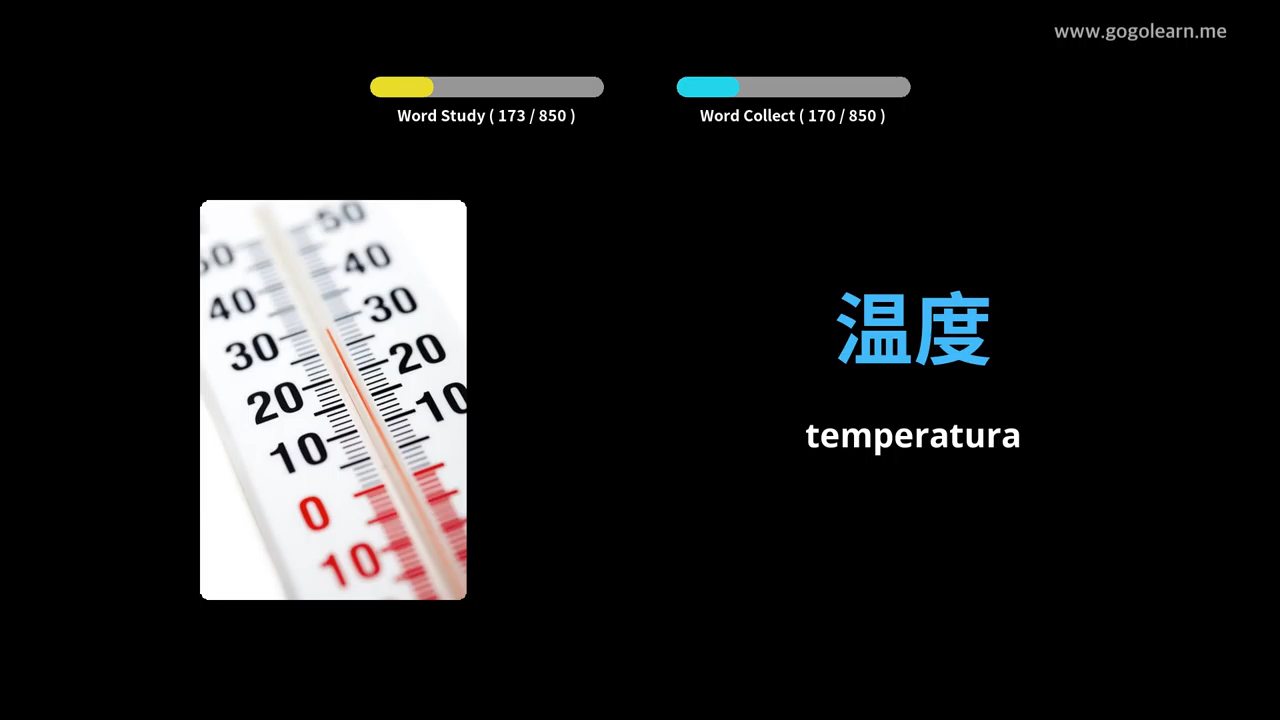 www.gogolearn.me
Word Study ( 173 / 850 )
Word Collect ( 170 / 850 )
50
40
40
30
30
20
20
10
10
0
10
温度
temperatura